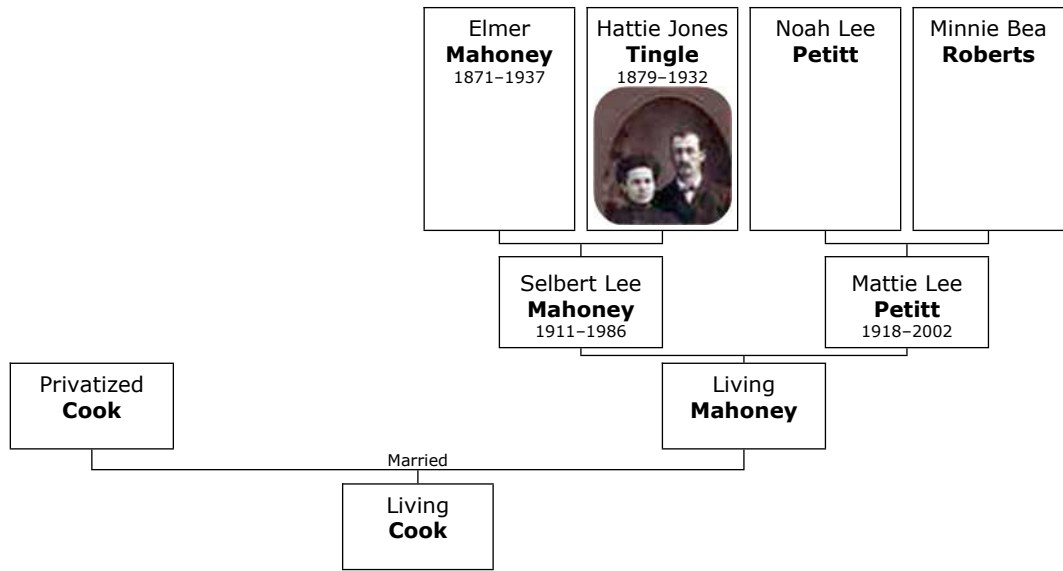 Elmer
Mahoney
1871–1937
Hattie Jones
Tingle
1879–1932
Noah Lee
Petitt
Minnie Bea
Roberts
Selbert Lee
Mahoney
1911–1986
Mattie Lee
Petitt
1918–2002
Privatized
Cook
Living
Mahoney
Married
Living
Cook